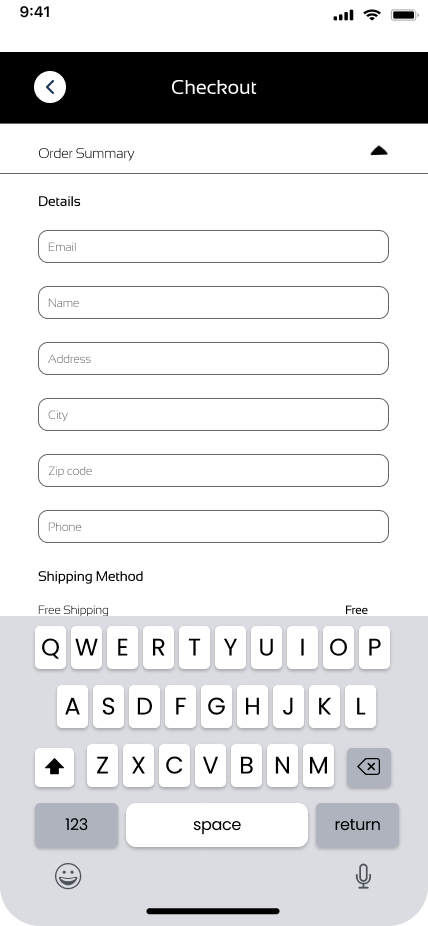 9:41
Checkout
Order Summary
Details
Email
Name
Address
City
Zip code
Phone
Shipping Method
Free Shipping Free
Q W E R T Y U I O P
A S D F G H J K L
Z X C V B N M
123 space return